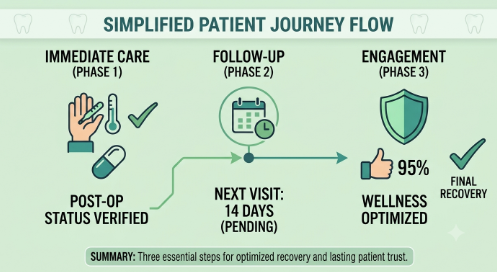 SIMPLIFIED PATIENT JOURNEY FLOW
IMMEDIATE CARE
(PHASE 1)
POST-OP
STATUS VERIFIED
FOLLOW-UP
(PHASE 2)
NEXT VISIT:
14 DAYS
(PENDING)
ENGAGEMENT
(PHASE 3)
95%
WELLNESS
OPTIMIZED
FINAL
RECOVERY
SUMMARY: Three essential steps for optimized recovery and lasting patient trust.